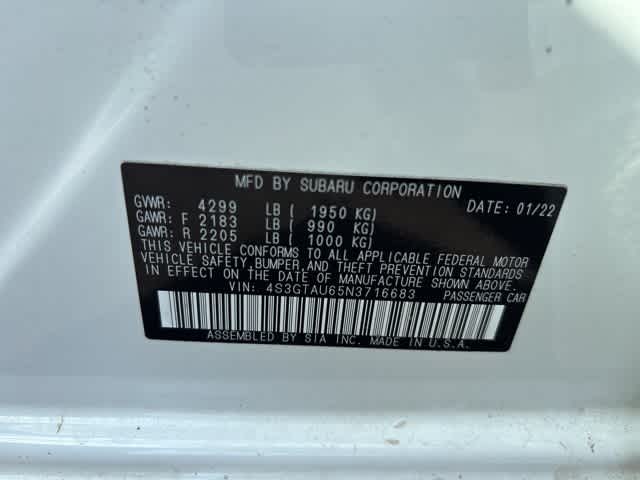 MFD BY SUBARU CORPORATION
GVWR: 4299 LB ( 1950 KG) DATE: 01/22
GAWR: F 2183 LB ( 990 KG)
GAWR: R 2205 LB ( 1000 KG)
THIS VEHICLE CONFORMS TO ALL APPLICABLE FEDERAL MOTOR
VEHICLE SAFETY, BUMPER, AND THEFT PREVENTION STANDARDS
IN EFFECT ON THE DATE OF MANUFACTURE SHOWN ABOVE.
VIN: 4S3GTAU65N3716683 PASSENGER CAR
ASSEMBLED BY SIA INC. MADE IN U.S.A.